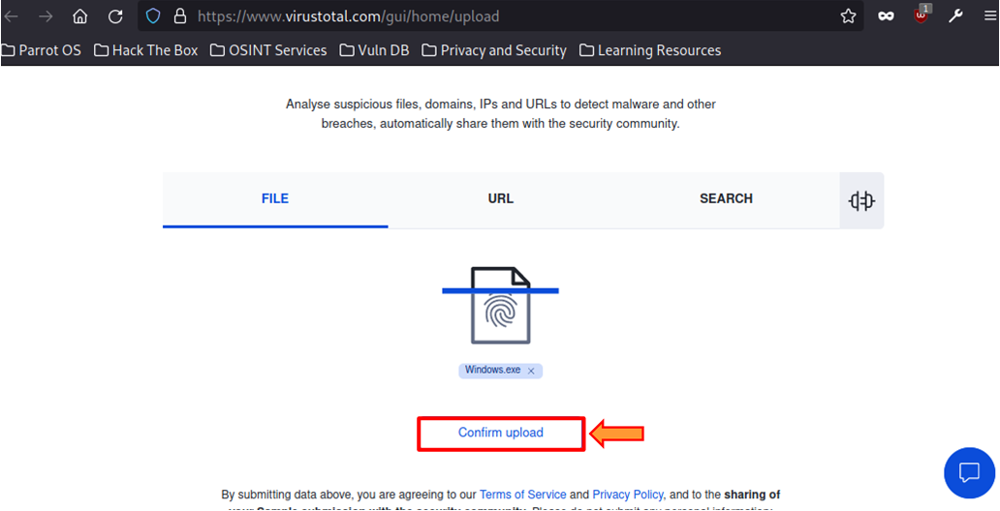 https://www.virustotal.com/gui/home/upload
1
Parrot OS Hack The Box OSINT Services Vuln DB Privacy and Security Learning Resources
Analyse suspicious files, domains, IPs and URLs to detect malware and other
breaches, automatically share them with the security community.
FILE URL SEARCH
Windows.exe
Confirm upload
By submitting data above, you are agreeing to our Terms of Service and Privacy Policy, and to the sharing of
your Sample submission with the security community. Please do not submit any personal information;